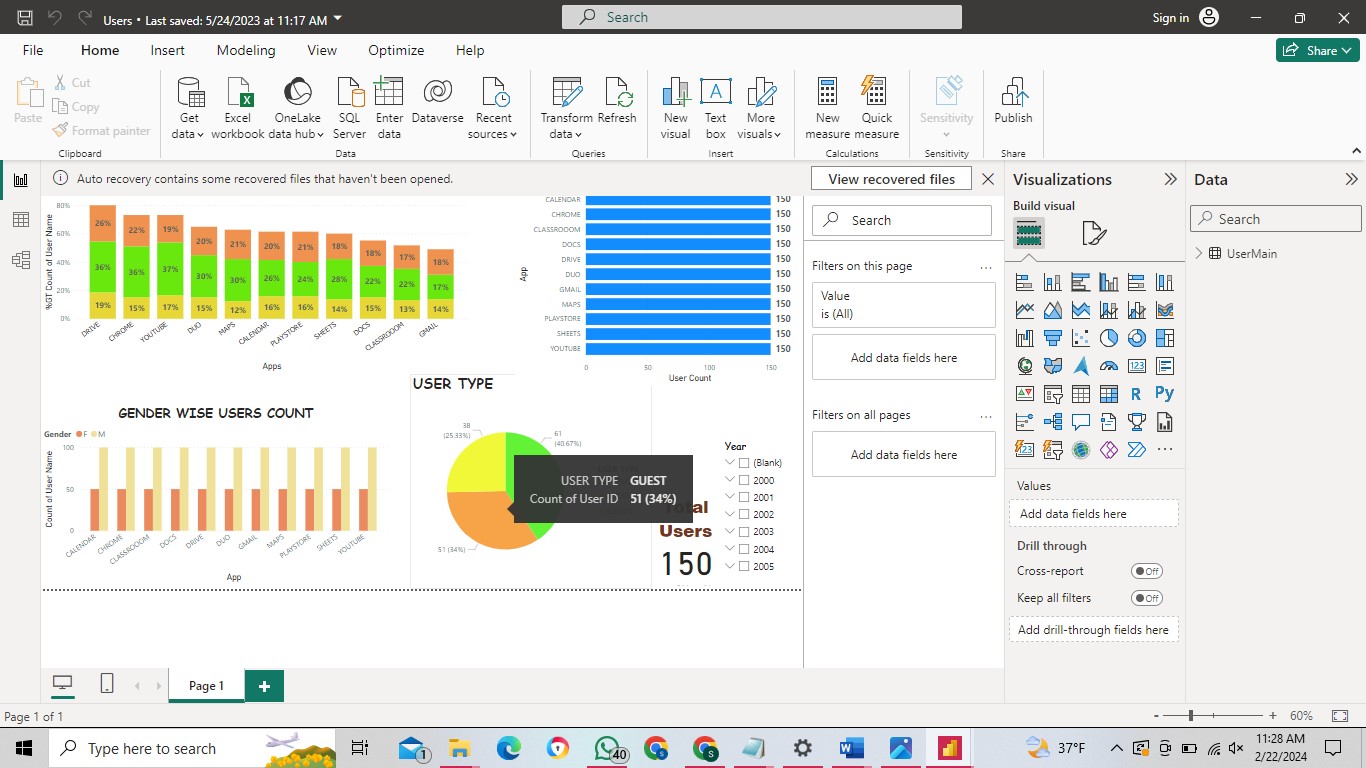 Users • Last saved: 5/24/2023 at 11:17 AM
Search
Sign in
File Home Insert Modeling View Optimize Help
Share
Paste
Cut
Copy
Format painter
Clipboard
Get data
Excel workbook
OneLake data hub
SQL Server
Enter data
Dataverse
Recent sources
Data
Transform data
Refresh
Queries
New visual
Text box
More visuals
Insert
New measure
Quick measure
Calculations
Sensitivity
Sensitivity
Publish
Share
Auto recovery contains some recovered files that haven't been opened.
View recovered files
%GT Count of User Name
80%
60%
40%
20%
0%
26% 22% 19% 20% 21% 20% 21% 18% 18% 17% 18%
36% 36% 37% 30% 30% 26% 24% 28% 22% 22% 17%
19% 15% 17% 15% 12% 16% 16% 14% 15% 13% 14%
DRIVE CHROME YOUTUBE DUO MAPS CALENDAR PLAYSTORE SHEETS DOCS CLASSROOOM GMAIL
Apps
App
CALENDAR 150
CHROME 150
CLASSROOOM 150
DOCS 150
DRIVE 150
DUO 150
GMAIL 150
MAPS 150
PLAYSTORE 150
SHEETS 150
YOUTUBE 150
0 50 100 150
User Count
GENDER WISE USERS COUNT
Gender F M
Count of User Name
100
50
0
CALENDAR CHROME CLASSROOOM DOCS DRIVE DUO GMAIL MAPS PLAYSTORE SHEETS YOUTUBE
App
USER TYPE
38
(25.33%)
61
(40.67%)
51 (34%)
USER TYPE GUEST
Count of User ID 51 (34%)
Total
Users
150
Year
(Blank)
2000
2001
2002
2003
2004
2005
Search
Filters on this page
...
Value
is (All)
Add data fields here
Filters on all pages
...
Add data fields here
Visualizations
Build visual
123
R
Py
...
Values
Add data fields here
Drill through
Cross-report Off
Keep all filters Off
Add drill-through fields here
Data
Search
UserMain
Page 1
+
Page 1 of 1
- + 60%
Type here to search
1
40
S
S
W
37°F
11:28 AM
2/22/2024